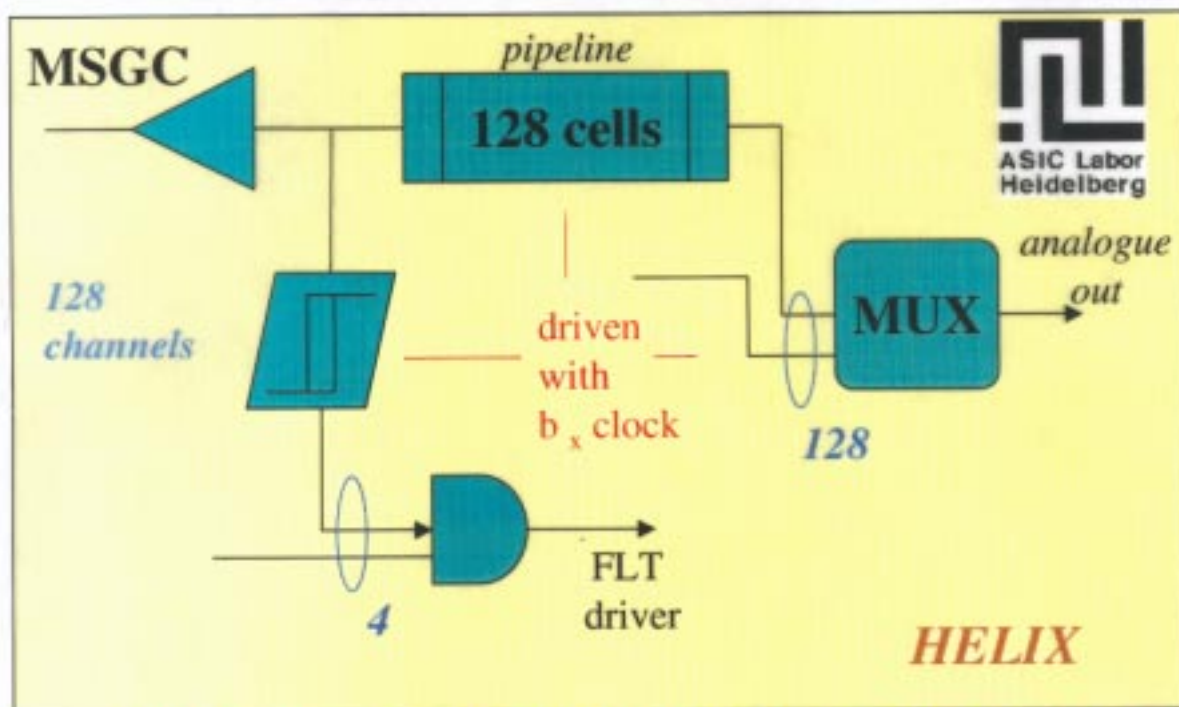 MSGC
pipeline
128 cells
ASIC Labor
Heidelberg
128
channels
driven
with
b x clock
MUX
analogue
out
128
4
FLT
driver
HELIX